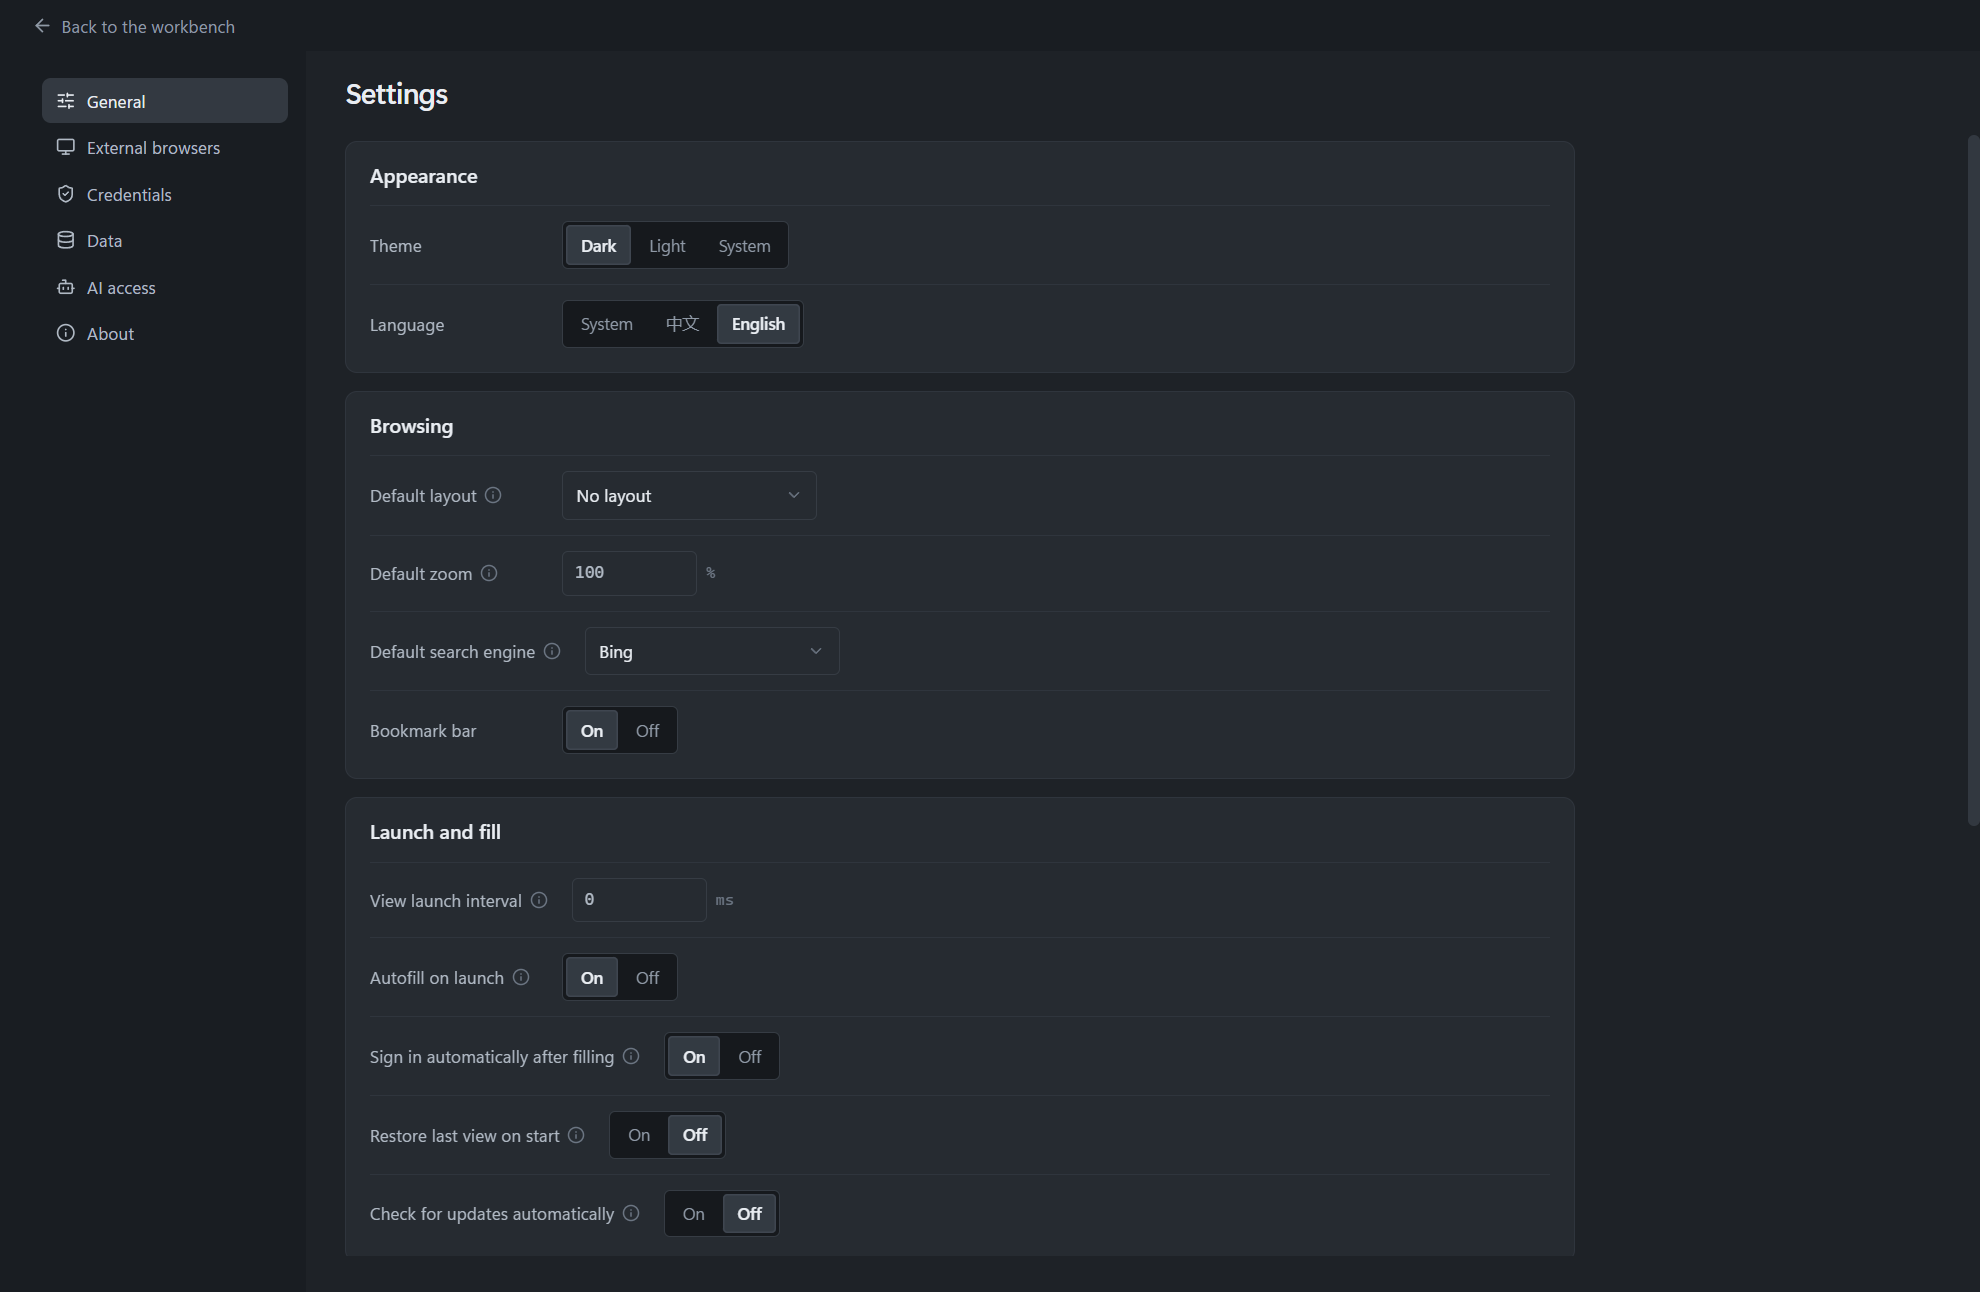 Back to the workbench
General
External browsers
Credentials
Data
AI access
About
Settings
Appearance
Theme Dark Light System
Language System 中文 English
Browsing
Default layout No layout
Default zoom 100 %
Default search engine Bing
Bookmark bar On Off
Launch and fill
View launch interval 0 ms
Autofill on launch On Off
Sign in automatically after filling On Off
Restore last view on start On Off
Check for updates automatically On Off